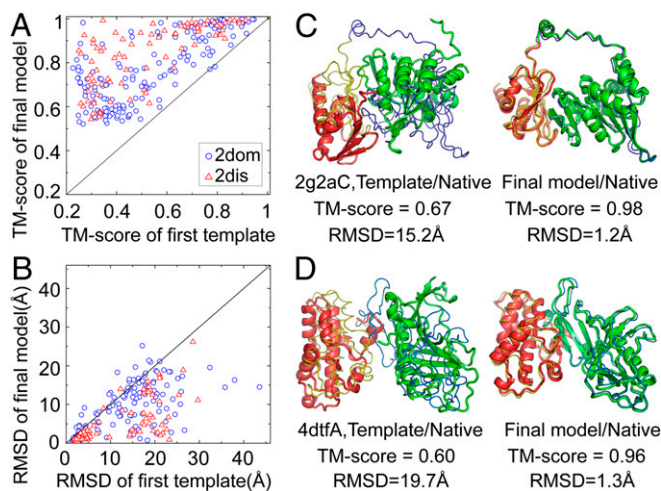 A
TM-score of final model
1
0.8
0.6
0.4
0.2
0.2 0.4 0.6 0.8 1
2dom
2dis
TM-score of first template
B
RMSD of final model(Å)
40
30
20
10
0
0 10 20 30 40
RMSD of first template(Å)
C
2g2aC,Template/Native
TM-score = 0.67
RMSD=15.2Å
Final model/Native
TM-score = 0.98
RMSD=1.2Å
D
4dtfA,Template/Native
TM-score = 0.60
RMSD=19.7Å
Final model/Native
TM-score = 0.96
RMSD=1.3Å